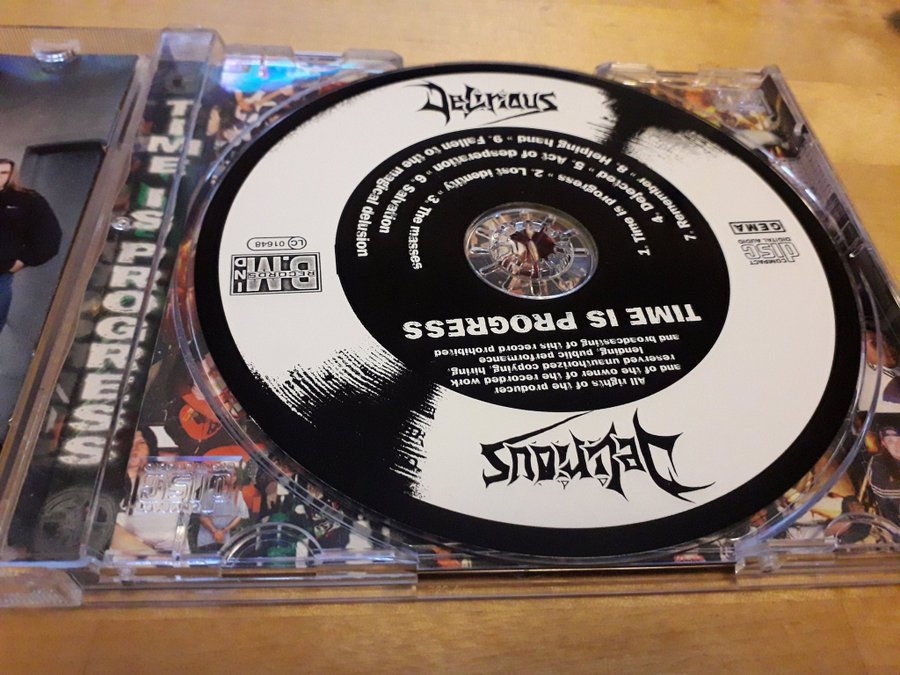 TIME IS PROGRESS
Delirious
All rights of the producer
and of the owner of the recorded work
reserved unauthorized copying, hiring,
lending, public performance
and broadcasting of this record prohibited
TIME IS PROGRESS
COMPACT
disc
DIGITAL AUDIO
GEMA
RECORDS
LC 01648
1. Time is progress » 2. Lost identity » 3. The masses
4. Dejected » 5. Act of desperation » 6. Salvation
7. Remember » 8. Helping hand » 9. Fallen to the magical delusion
Delirious
disc